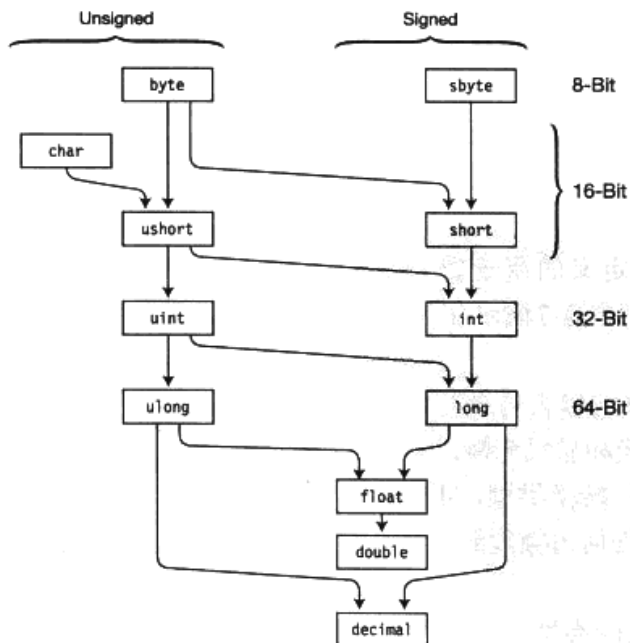 Unsigned Signed
byte sbyte 8-Bit
char
16-Bit
ushort short
uint int 32-Bit
ulong long 64-Bit
float
double
decimal